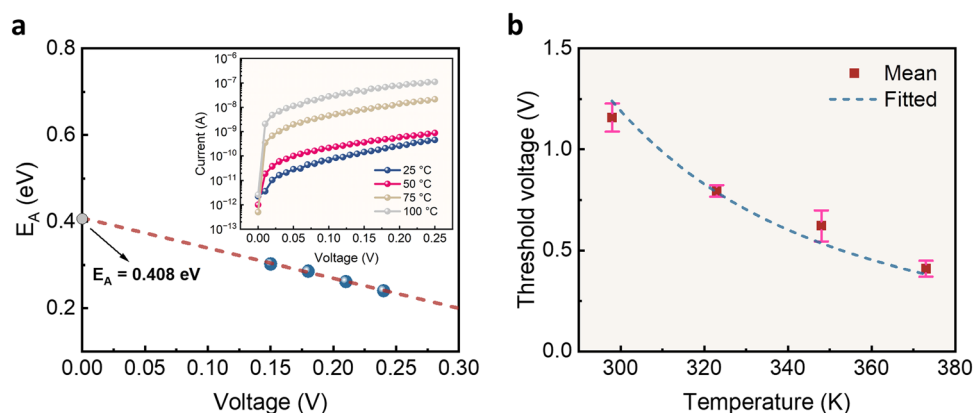 a
E_A (eV)
0.8
0.6
0.4
0.2
0.00 0.05 0.10 0.15 0.20 0.25 0.30
Voltage (V)
E_A = 0.408 eV
Current (A)
10⁻⁶
10⁻⁷
10⁻⁸
10⁻⁹
10⁻¹⁰
10⁻¹¹
10⁻¹²
10⁻¹³
25 °C
50 °C
75 °C
100 °C
0.00 0.05 0.10 0.15 0.20 0.25
Voltage (V)
b
Threshold voltage (V)
1.5
1.0
0.5
0.0
Mean
Fitted
300 320 340 360 380
Temperature (K)